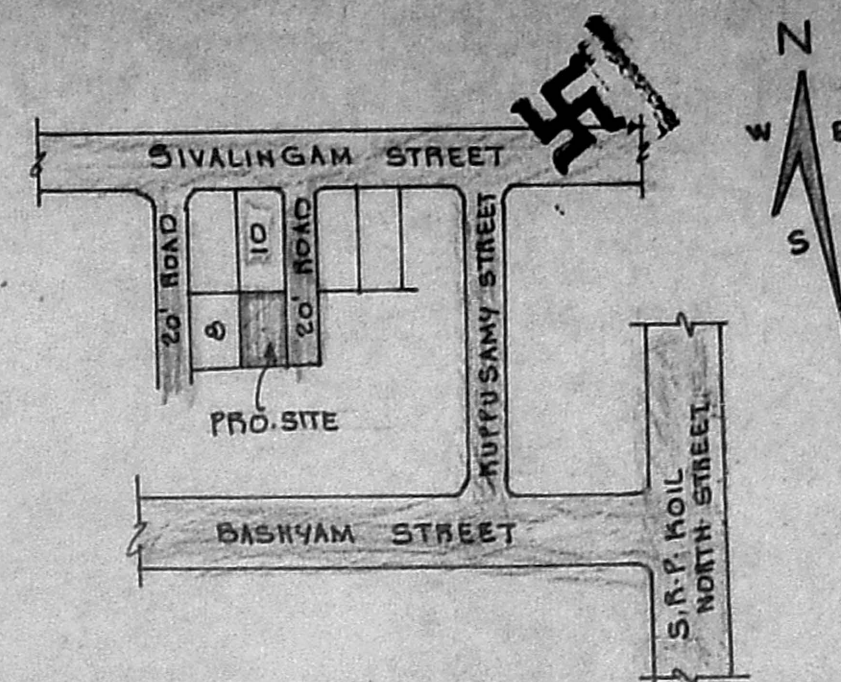 N
W
E
S
SIVALINGAM STREET
20' ROAD
10
20' ROAD
8
PRO. SITE
KUPPUSAMY STREET
BASHYAM STREET
S.R.P. KOIL
NORTH STREET